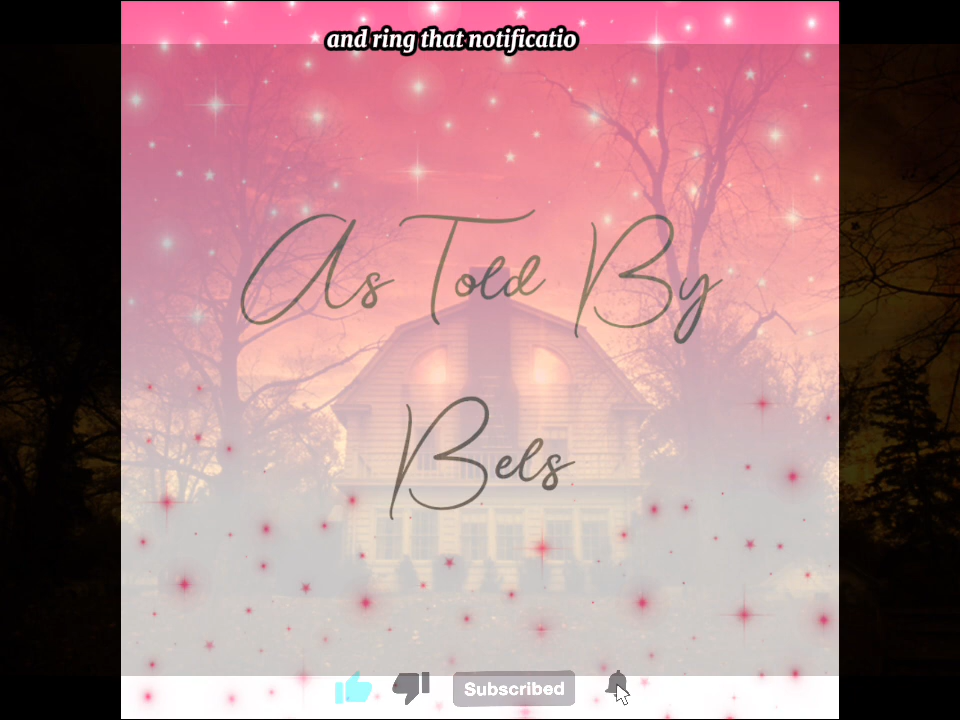 and ring that notificatio
As Told By
Bels
Subscribed